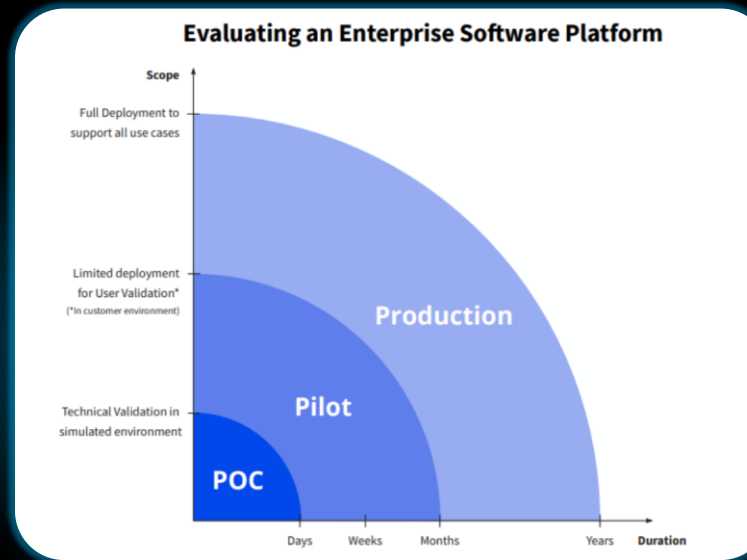 Evaluating an Enterprise Software Platform
Scope
Full Deployment to
support all use cases
Limited deployment
for User Validation*
(*In customer environment)
Production
Pilot
Technical Validation in
simulated environment
POC
Days
Weeks
Months
Years
Duration